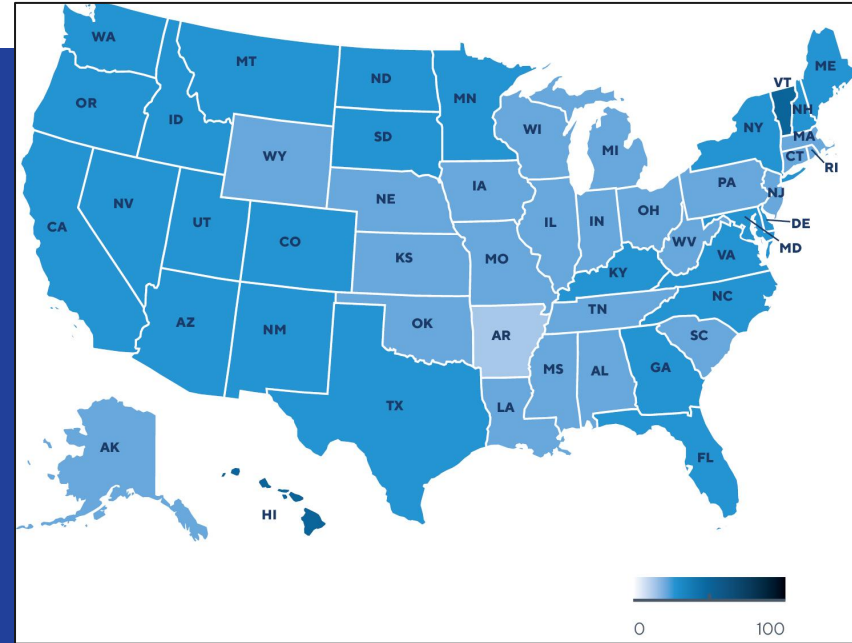 WA
MT
ND
MN
ME
VT
NH
OR
ID
SD
WI
MI
NY
MA
WY
CT
RI
PA
NJ
IA
NE
NV
UT
CO
CA
IL
IN
OH
DE
WV
MD
KS
MO
VA
KY
NC
AZ
NM
OK
TN
AR
SC
MS
AL
GA
TX
LA
AK
FL
HI
0 100